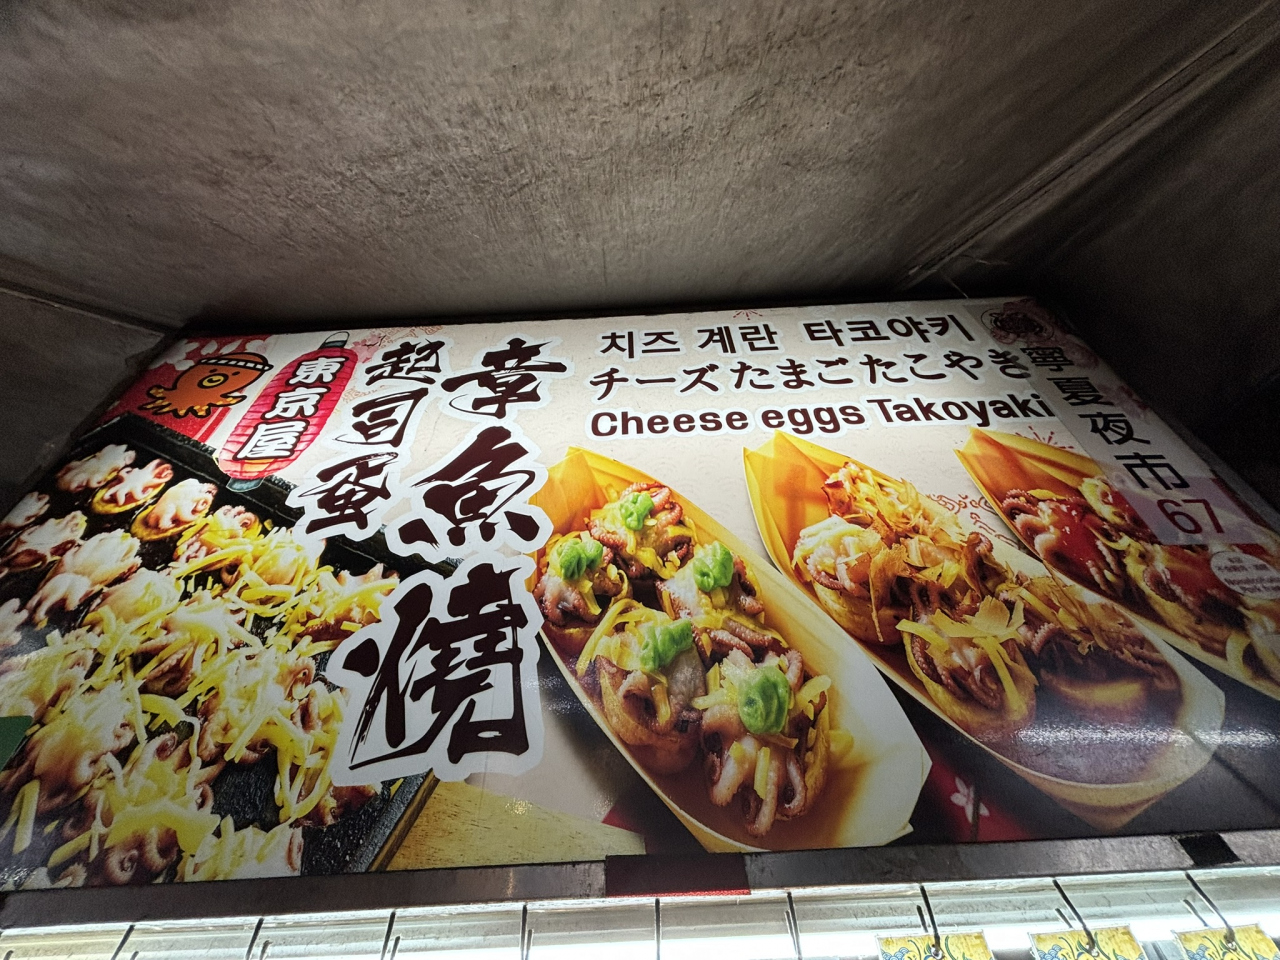 東京屋
起司蛋
章魚燒
치즈 계란 타코야키
チーズたまごたこやき
Cheese eggs Takoyaki
寧夏夜市
67